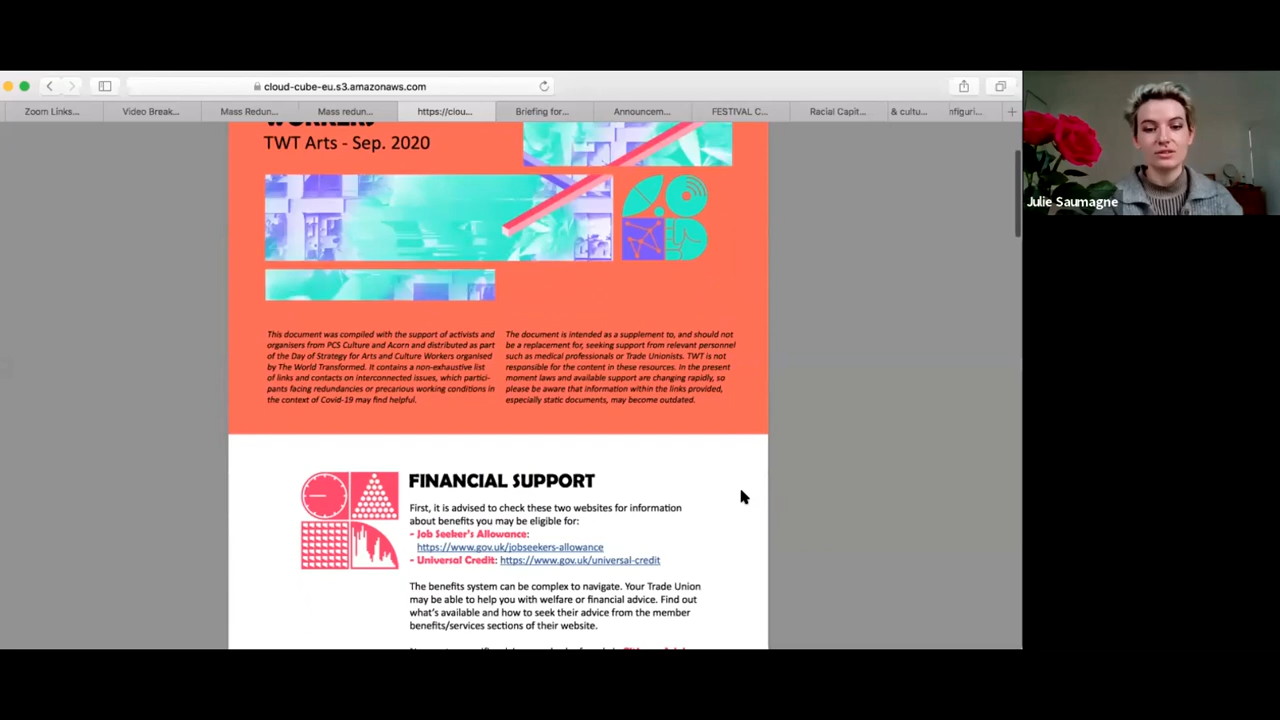 cloud-cube-eu.s3.amazonaws.com
Zoom Links... Video Break... Mass Redun... Mass redun... https://clou... Briefing for... Announcem... FESTIVAL C... Racial Capit... & cultu... nfiguri...
WORKERS
TWT Arts - Sep. 2020
This document was compiled with the support of activists and
organisers from PCS Culture and Acorn and distributed as part
of the Day of Strategy for Arts and Culture Workers organised
by The World Transformed. It contains a non-exhaustive list
of links and contacts on interconnected issues, which partici-
pants facing redundancies or precarious working conditions in
the context of Covid-19 may find helpful.
The document is intended as a supplement to, and should not
be a replacement for, seeking support from relevant personnel
such as medical professionals or Trade Unionists. TWT is not
responsible for the content in these resources. In the present
moment laws and available support are changing rapidly, so
please be aware that information within the links provided,
especially static documents, may become outdated.
FINANCIAL SUPPORT
First, it is advised to check these two websites for information
about benefits you may be eligible for:
- Job Seeker's Allowance:
https://www.gov.uk/jobseekers-allowance
- Universal Credit: https://www.gov.uk/universal-credit
The benefits system can be complex to navigate. Your Trade Union
may be able to help you with welfare or financial advice. Find out
what's available and how to seek their advice from the member
benefits/services sections of their website.
Julie Saumagne